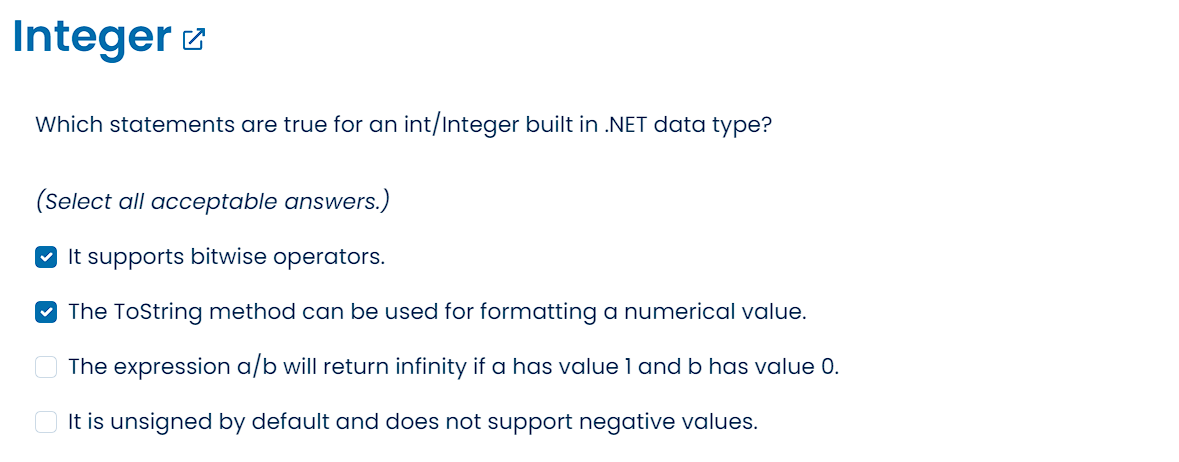 Integer
Which statements are true for an int/Integer built in .NET data type?
(Select all acceptable answers.)
It supports bitwise operators.
The ToString method can be used for formatting a numerical value.
The expression a/b will return infinity if a has value 1 and b has value 0.
It is unsigned by default and does not support negative values.